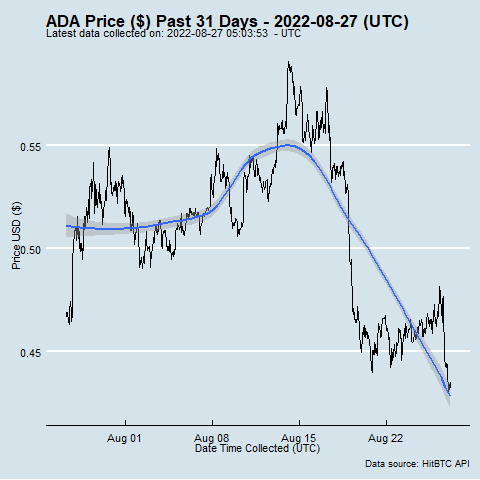 ADA Price ($) Past 31 Days - 2022-08-27 (UTC)
Latest data collected on: 2022-08-27 05:03:53 - UTC
0.55
Price USD ($)
0.50
0.45
Aug 01 Aug 08 Aug 15 Aug 22
Date Time Collected (UTC)
Data source: HitBTC API